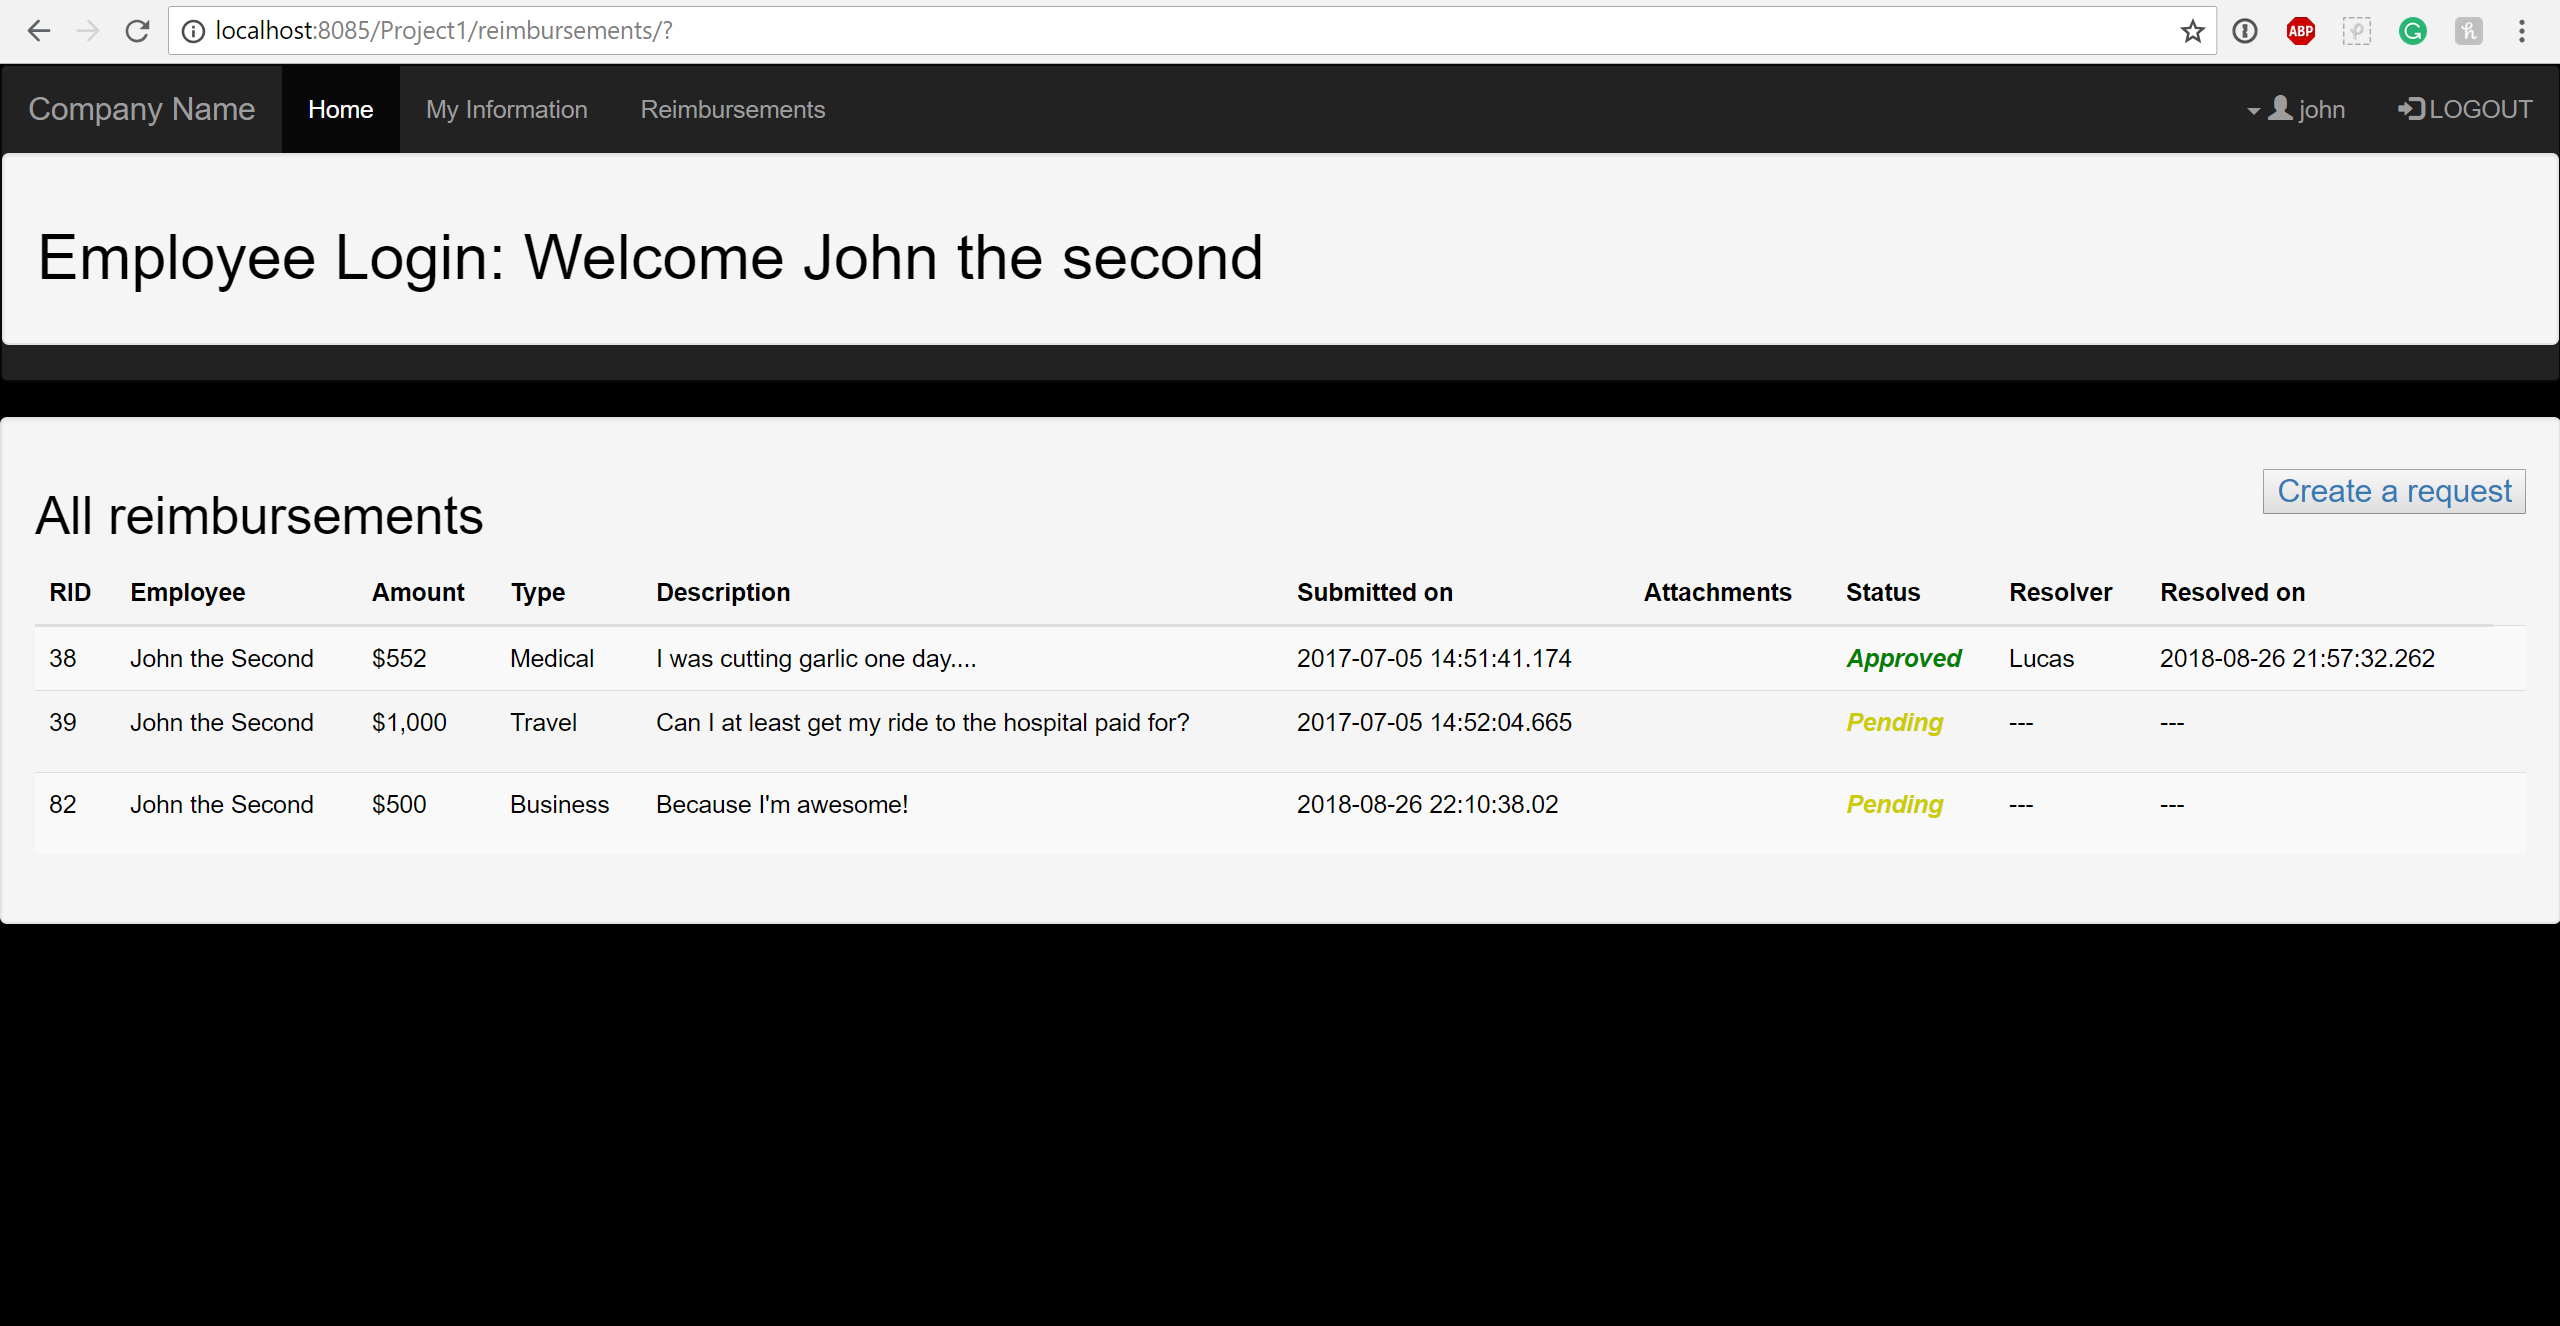 localhost:8085/Project1/reimbursements/?
ABP
Company Name Home My Information Reimbursements john LOGOUT
Employee Login: Welcome John the second
Create a request
All reimbursements
RID Employee Amount Type Description Submitted on Attachments Status Resolver Resolved on
38 John the Second $552 Medical I was cutting garlic one day.... 2017-07-05 14:51:41.174 Approved Lucas 2018-08-26 21:57:32.262
39 John the Second $1,000 Travel Can I at least get my ride to the hospital paid for? 2017-07-05 14:52:04.665 Pending --- ---
82 John the Second $500 Business Because I'm awesome! 2018-08-26 22:10:38.02 Pending --- ---